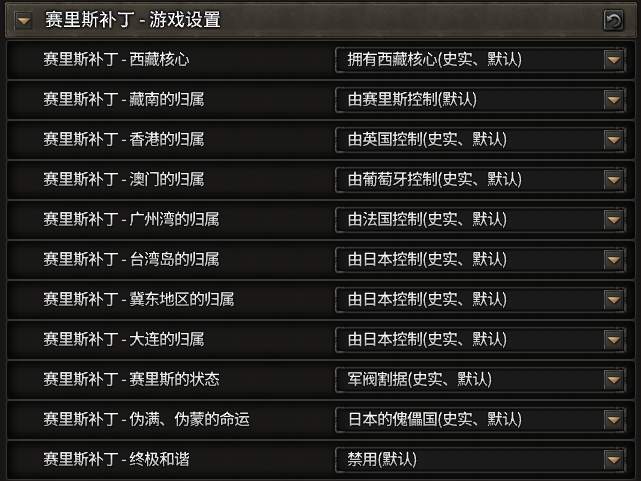 赛里斯补丁 - 游戏设置
赛里斯补丁 - 西藏核心 拥有西藏核心(史实、默认)
赛里斯补丁 - 藏南的归属 由赛里斯控制(默认)
赛里斯补丁 - 香港的归属 由英国控制(史实、默认)
赛里斯补丁 - 澳门的归属 由葡萄牙控制(史实、默认)
赛里斯补丁 - 广州湾的归属 由法国控制(史实、默认)
赛里斯补丁 - 台湾岛的归属 由日本控制(史实、默认)
赛里斯补丁 - 冀东地区的归属 由日本控制(史实、默认)
赛里斯补丁 - 大连的归属 由日本控制(史实、默认)
赛里斯补丁 - 赛里斯的状态 军阀割据(史实、默认)
赛里斯补丁 - 伪满、伪蒙的命运 日本的傀儡国(史实、默认)
赛里斯补丁 - 终极和谐 禁用(默认)